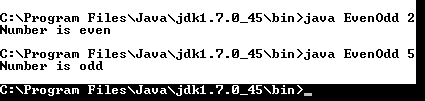 C:\Program Files\Java\jdk1.7.0_45\bin>java EvenOdd 2
Number is even
C:\Program Files\Java\jdk1.7.0_45\bin>java EvenOdd 5
Number is odd
C:\Program Files\Java\jdk1.7.0_45\bin>_